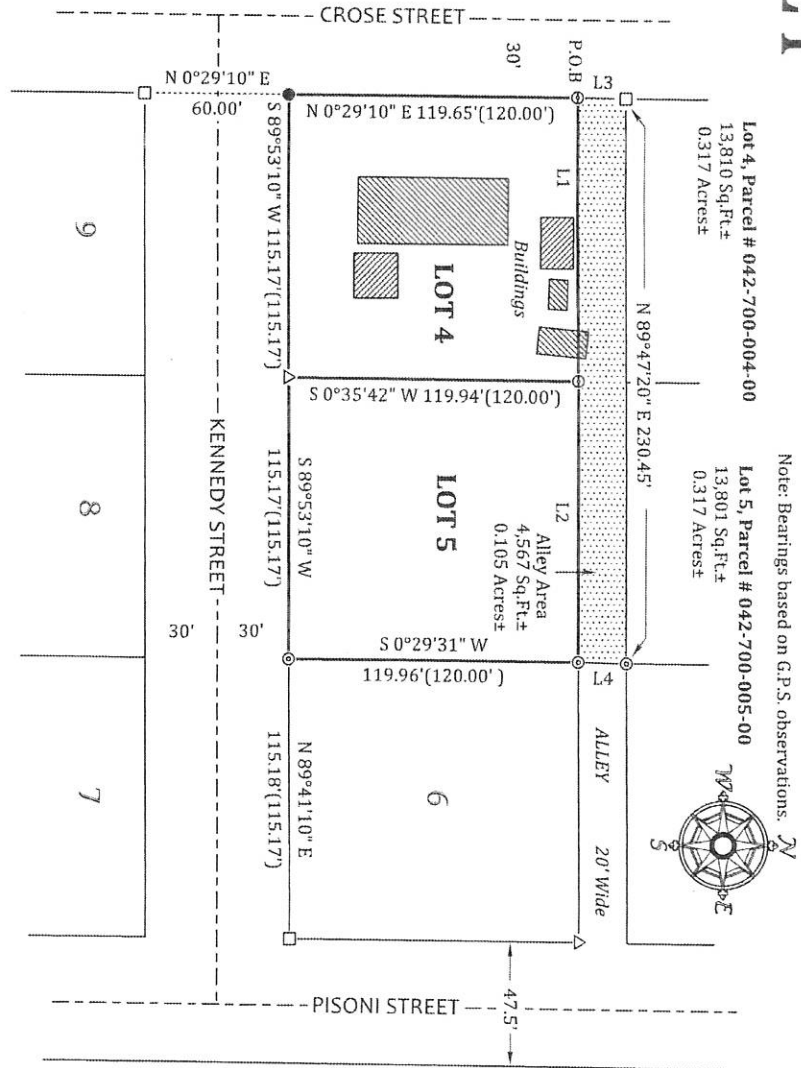 CROSE STREET
N 0°29'10" E
60.00'
30'
P.O.B
L3
N 0°29'10" E 119.65'(120.00')
S 89°53'10" W 115.17'(115.17')
L1
Buildings
LOT 4
N 89°47'20" E 230.45'
Lot 4, Parcel # 042-700-004-00
13,810 Sq.Ft.±
0.317 Acres±
S 0°35'42" W 119.94'(120.00')
Note: Bearings based on G.P.S. observations.
Lot 5, Parcel # 042-700-005-00
13,801 Sq.Ft.±
0.317 Acres±
9
8
7
KENNEDY STREET
30'
30'
S 89°53'10" W
115.17'(115.17')
LOT 5
L2
Alley Area
4,567 Sq.Ft.±
0.105 Acres±
S 0°29'31" W
119.96'(120.00' )
L4
N
W
E
S
N 89°41'10" E
115.18'(115.17')
6
ALLEY 20' Wide
47.5'
PISONI STREET